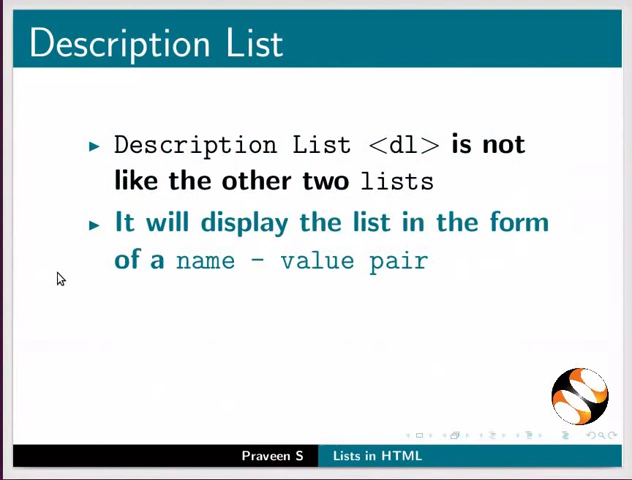 Description List
Description List <dl> is not
like the other two lists
It will display the list in the form
of a name - value pair
Praveen S Lists in HTML